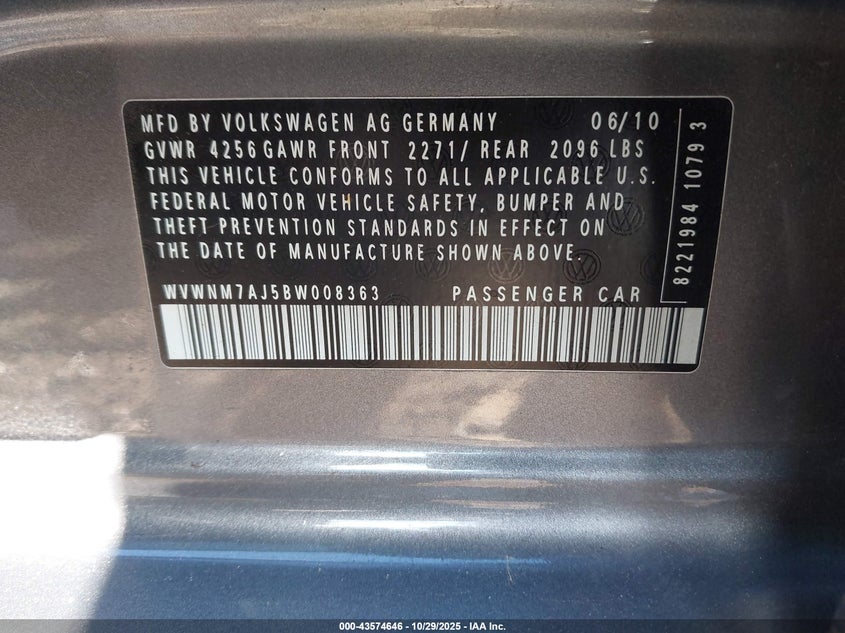 MFD BY VOLKSWAGEN AG GERMANY 06/10
GVWR 4256 GAWR FRONT 2271/ REAR 2096 LBS
THIS VEHICLE CONFORMS TO ALL APPLICABLE U.S.
FEDERAL MOTOR VEHICLE SAFETY, BUMPER AND
THEFT PREVENTION STANDARDS IN EFFECT ON
THE DATE OF MANUFACTURE SHOWN ABOVE.
WVWNM7AJ5BW008363 PASSENGER CAR
8221984 1079 3
000-43574646 | 10/29/2025 - IAA Inc.